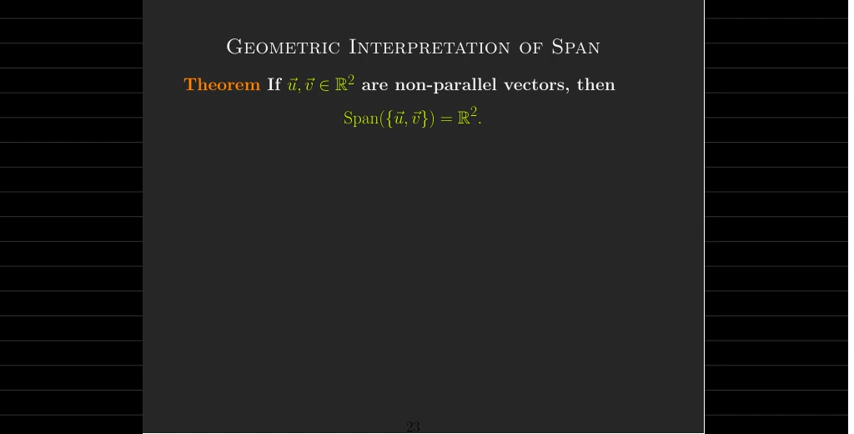 Geometric Interpretation of Span
Theorem If u⃗, v⃗ ∈ ℝ² are non-parallel vectors, then
Span({u⃗, v⃗}) = ℝ².
23